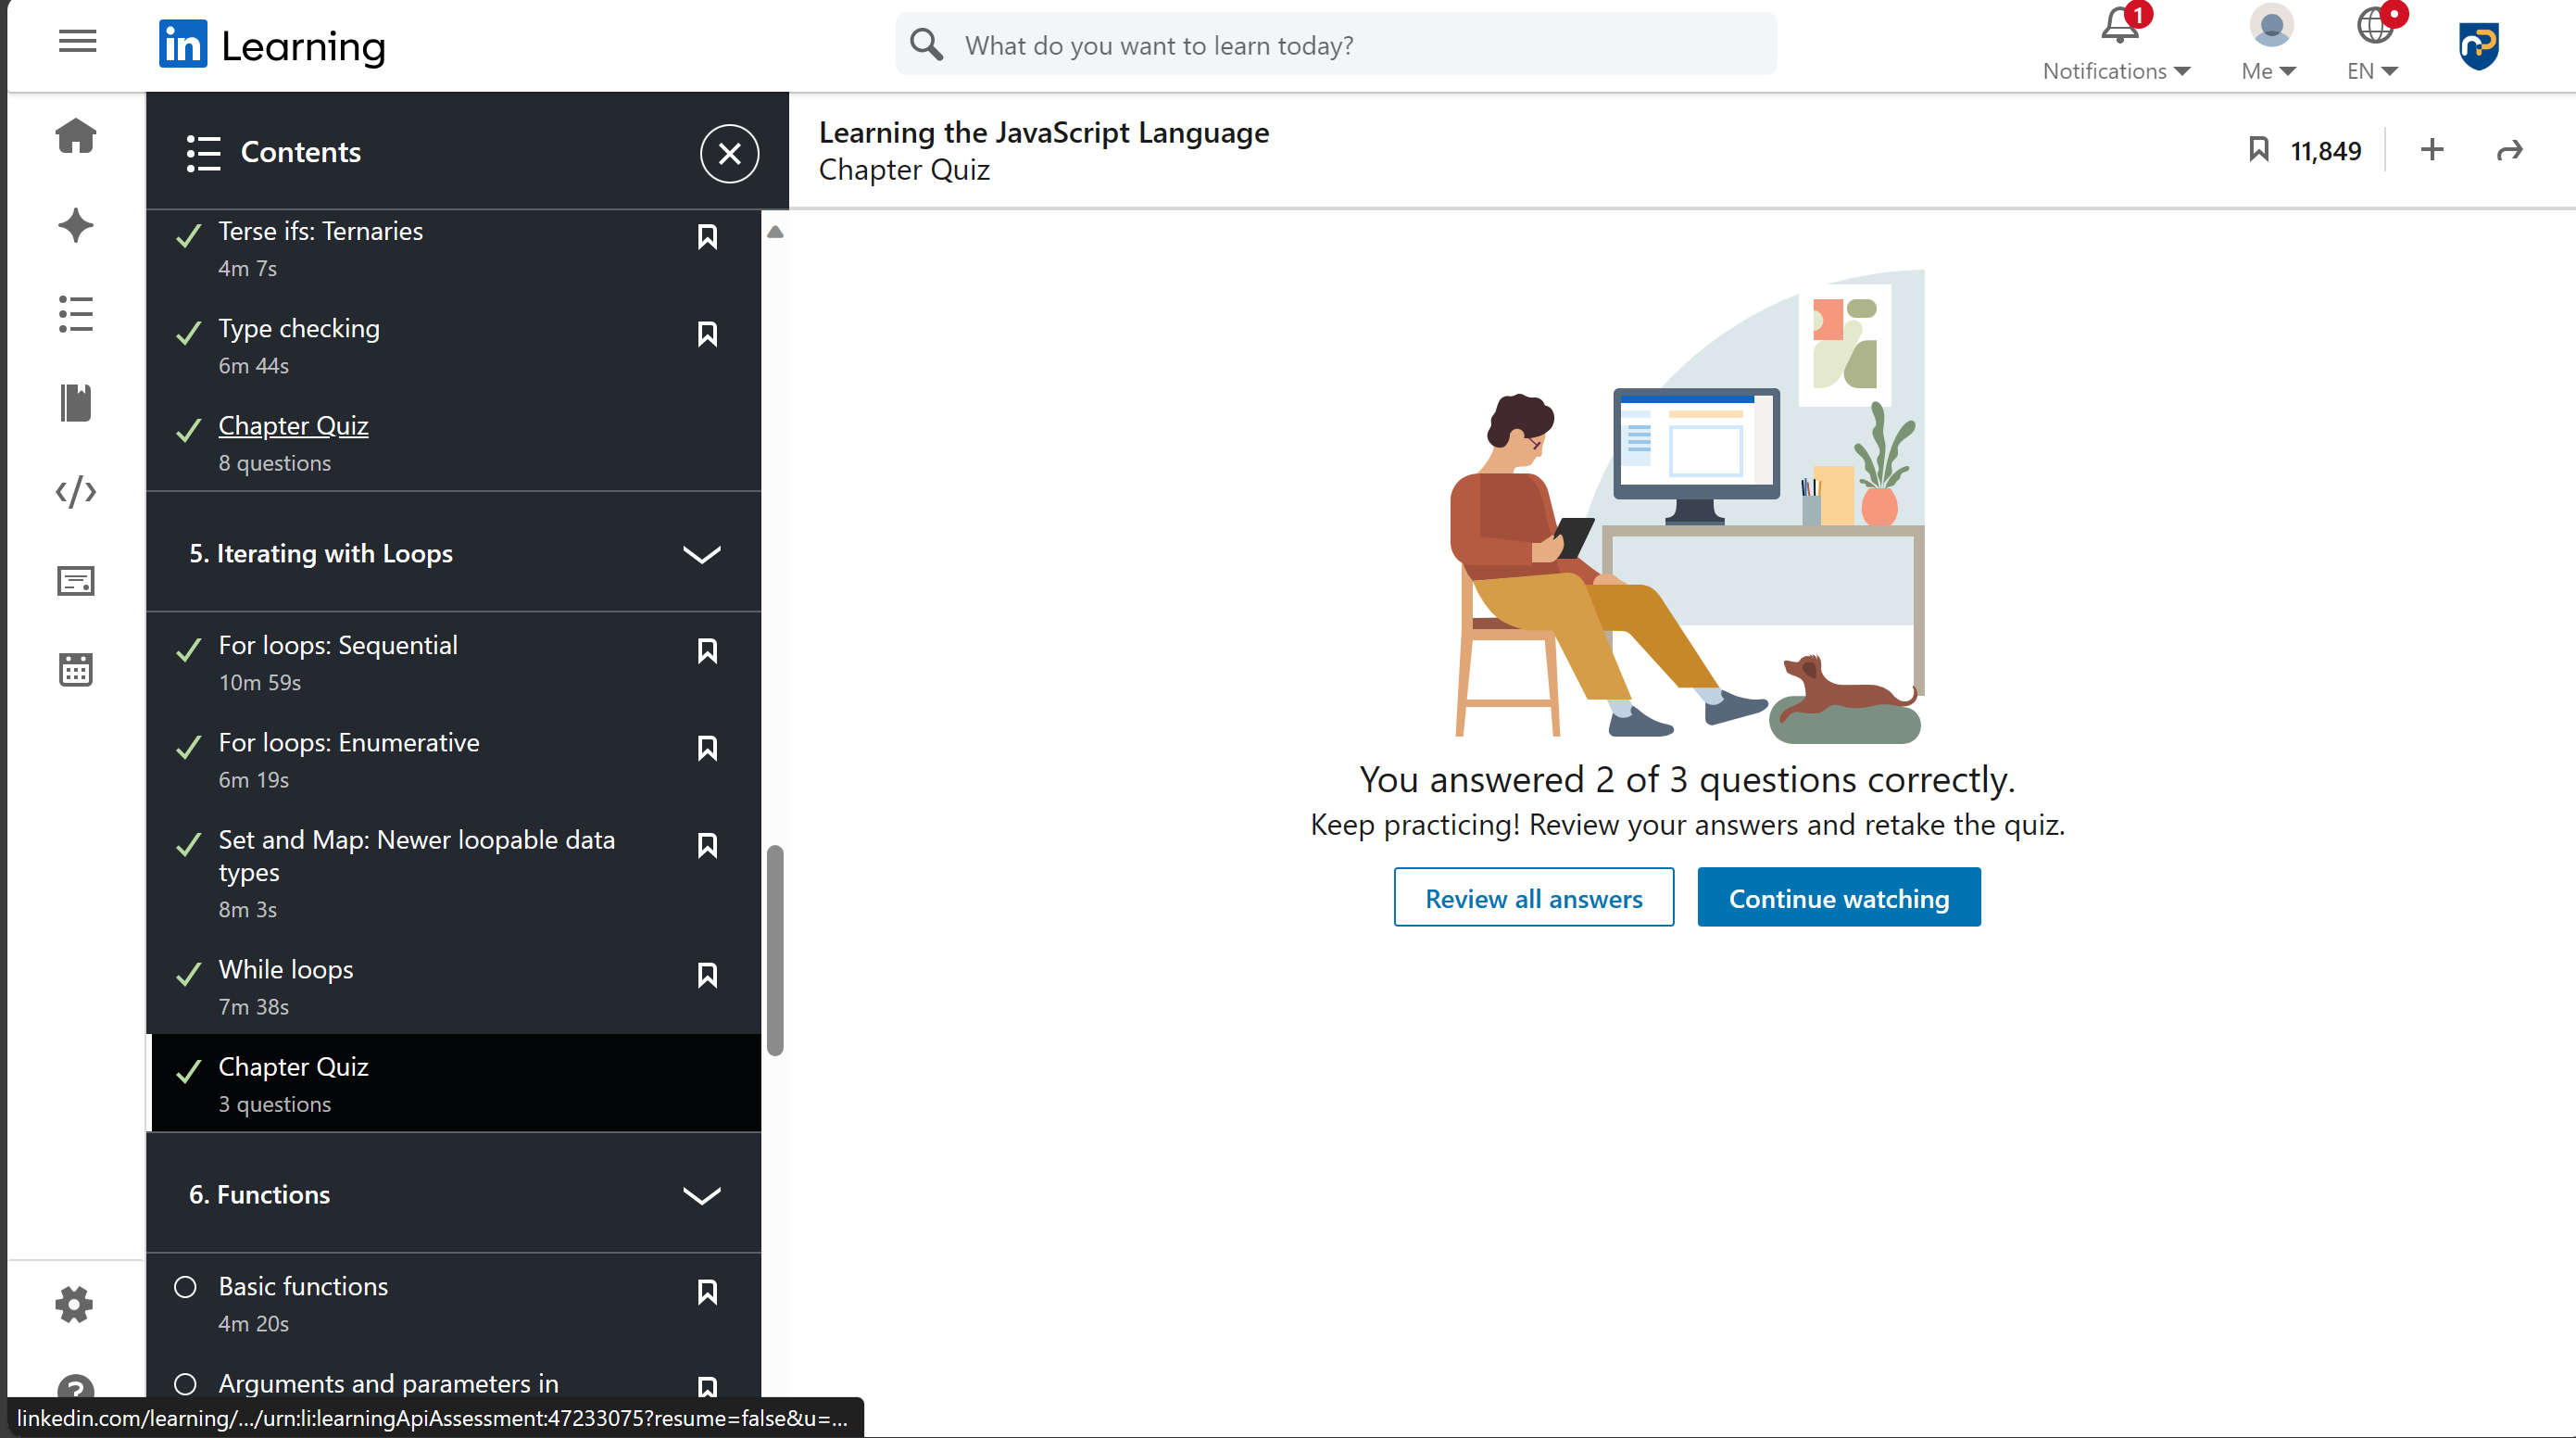 in Learning
What do you want to learn today?
1
Notifications
Me
EN
Contents
Learning the JavaScript Language
Chapter Quiz
11,849
Terse ifs: Ternaries
4m 7s
Type checking
6m 44s
Chapter Quiz
8 questions
5. Iterating with Loops
For loops: Sequential
10m 59s
For loops: Enumerative
6m 19s
Set and Map: Newer loopable data
types
8m 3s
While loops
7m 38s
Chapter Quiz
3 questions
6. Functions
Basic functions
4m 20s
Arguments and parameters in
linkedin.com/learning/.../urn:li:learningApiAssessment:47233075?resume=false&u=...
You answered 2 of 3 questions correctly.
Keep practicing! Review your answers and retake the quiz.
Review all answers
Continue watching